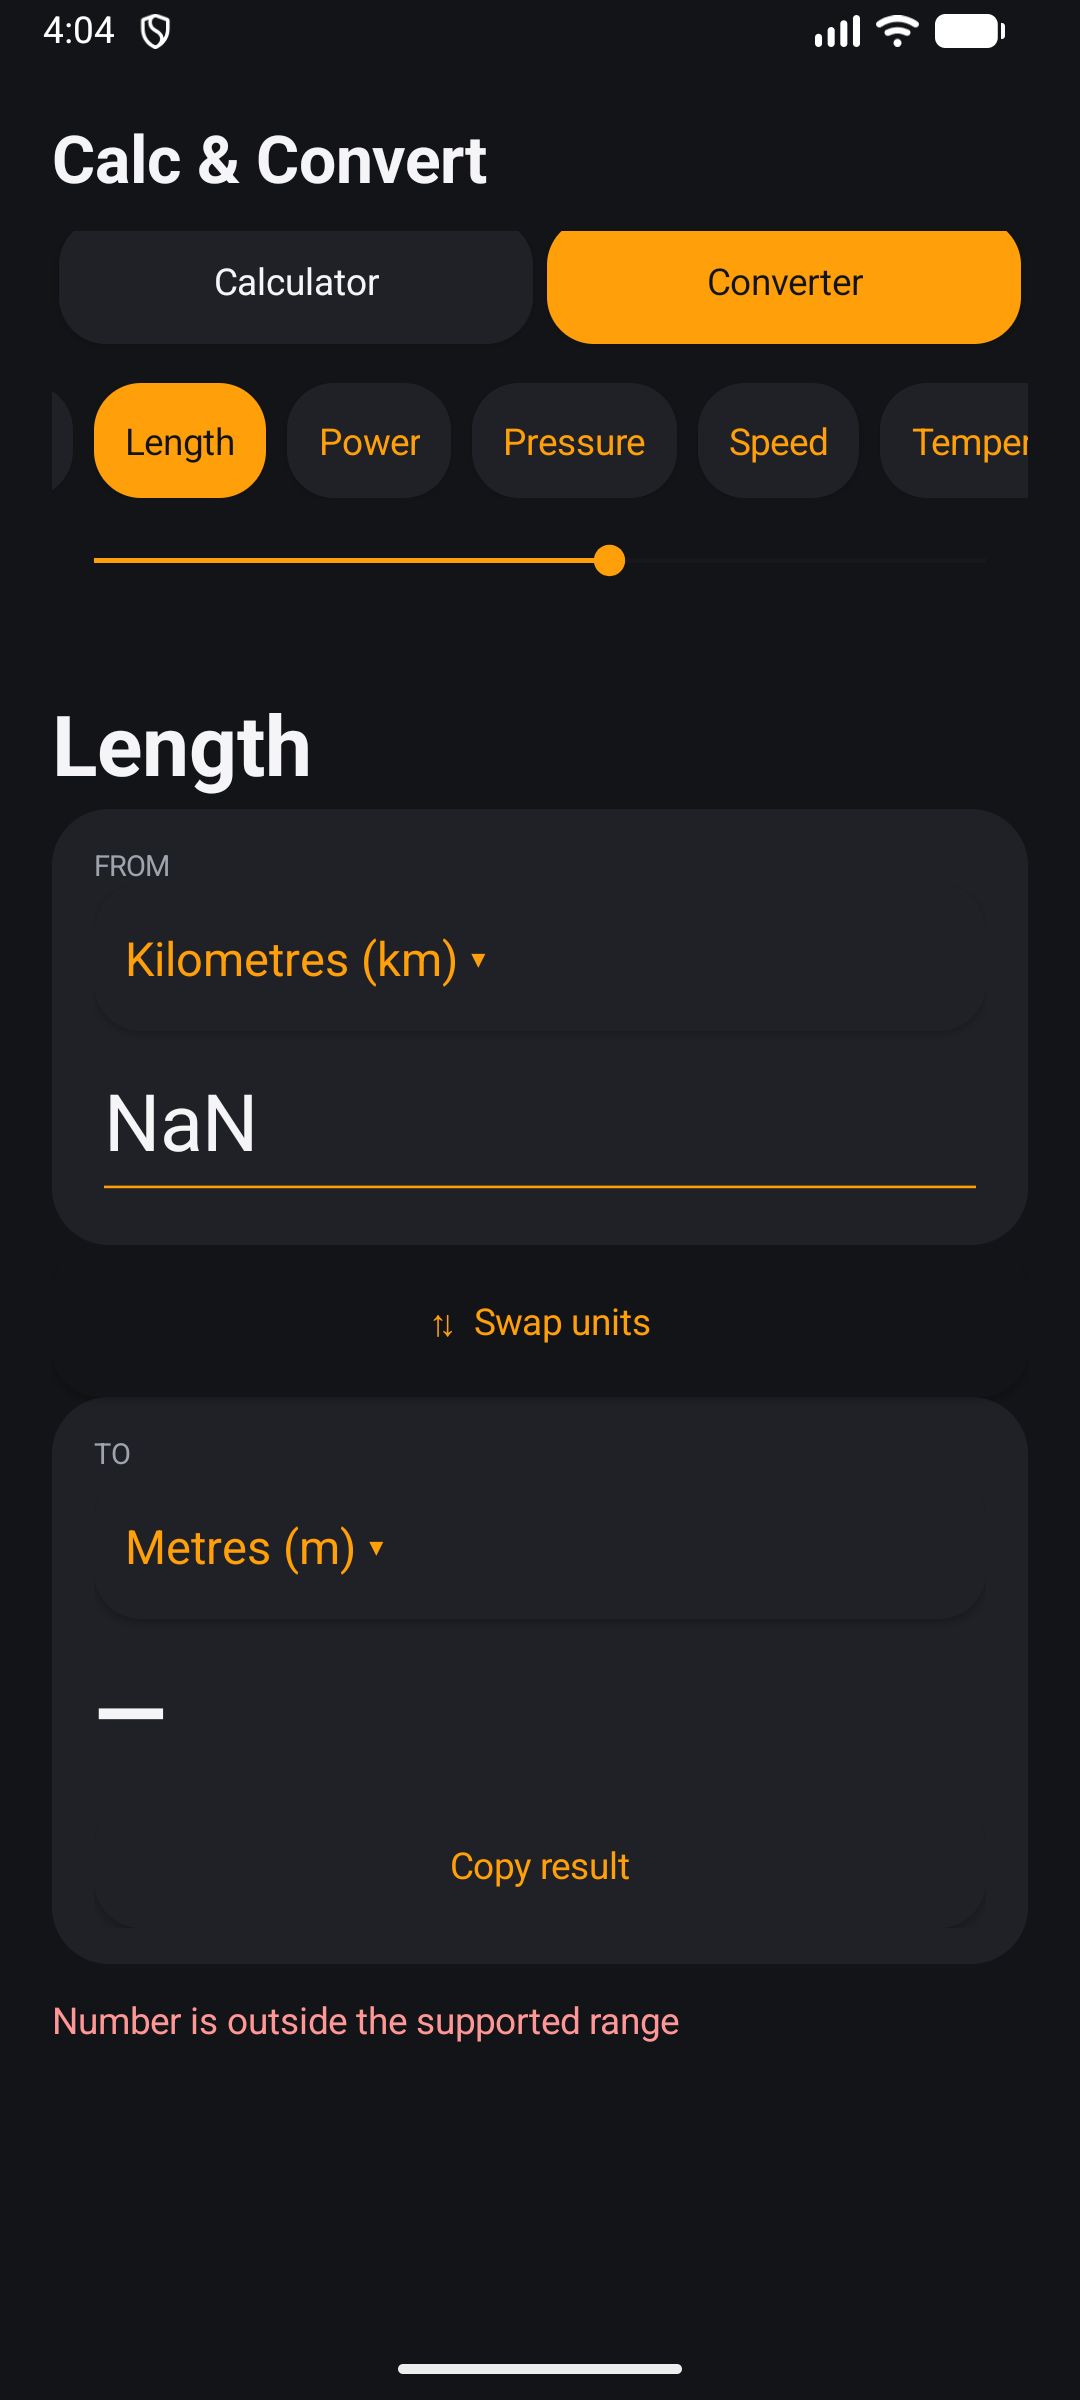 4:04
Calc & Convert
Calculator Converter
Length Power Pressure Speed Temper
Length
FROM
Kilometres (km) ▾
NaN
⇅ Swap units
TO
Metres (m) ▾
—
Copy result
Number is outside the supported range